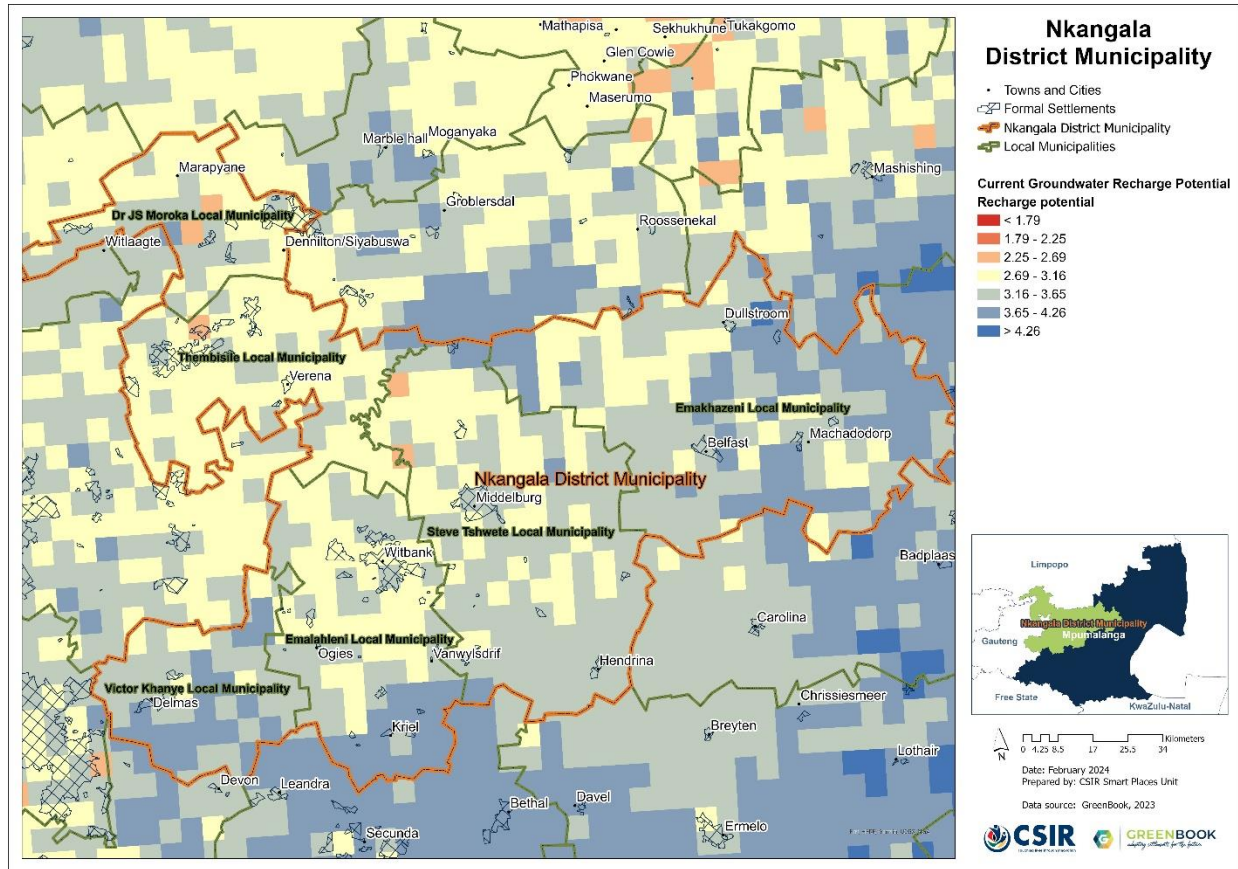 Nkangala
District Municipality
Towns and Cities
Formal Settlements
Nkangala District Municipality
Local Municipalities
Current Groundwater Recharge Potential
Recharge potential
< 1.79
1.79 - 2.25
2.25 - 2.69
2.69 - 3.16
3.16 - 3.65
3.65 - 4.26
> 4.26
Mathapisa
Sekhukhune
Tukakgomo
Glen Cowie
Phokwane
Maserumo
Marble hall
Moganyaka
Marapyane
Mashishing
Groblersdal
Dr JS Moroka Local Municipality
Roossenekal
Witlaagte
Dennilton/Siyabuswa
Dullstroom
Thembisile Local Municipality
Verena
Emakhazeni Local Municipality
Belfast
Machadodorp
Nkangala District Municipality
Middelburg
Steve Tshwete Local Municipality
Witbank
Badplaas
Carolina
Emalahleni Local Municipality
Ogies
Vanwylsdrif
Hendrina
Victor Khanye Local Municipality
Delmas
Chrissiesmeer
Kriel
Breyten
Lothair
Devon
Leandra
Bethal
Davel
Secunda
Ermelo
Limpopo
Nkangala District Municipality
Mpumalanga
Gauteng
Free State
KwaZulu-Natal
N
Kilometers
0 4.25 8.5 17 25.5 34
Date: February 2024
Prepared by: CSIR Smart Places Unit
Data source: GreenBook, 2023
CSIR
G
GREENBOOK
adapting settlements for the future